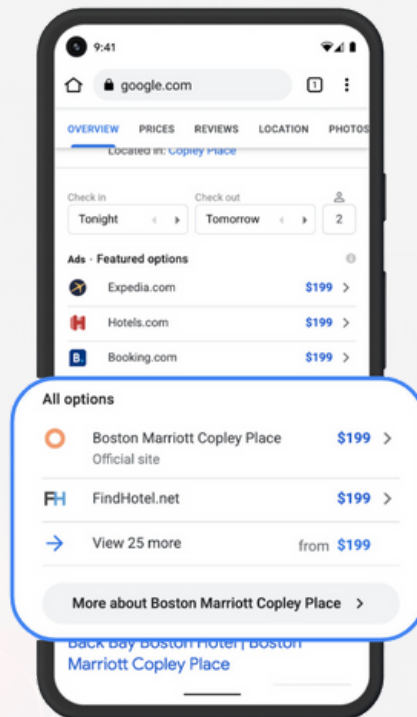 9:41
google.com 1
OVERVIEW PRICES REVIEWS LOCATION PHOTOS
Located in: Copley Place
Check in Check out
Tonight Tomorrow 2
Ads · Featured options
Expedia.com $199
H Hotels.com $199
B. Booking.com $199
All options
Boston Marriott Copley Place $199
Official site
FH FindHotel.net $199
View 25 more from $199
More about Boston Marriott Copley Place
Back Bay Boston Hotel | Boston
Marriott Copley Place